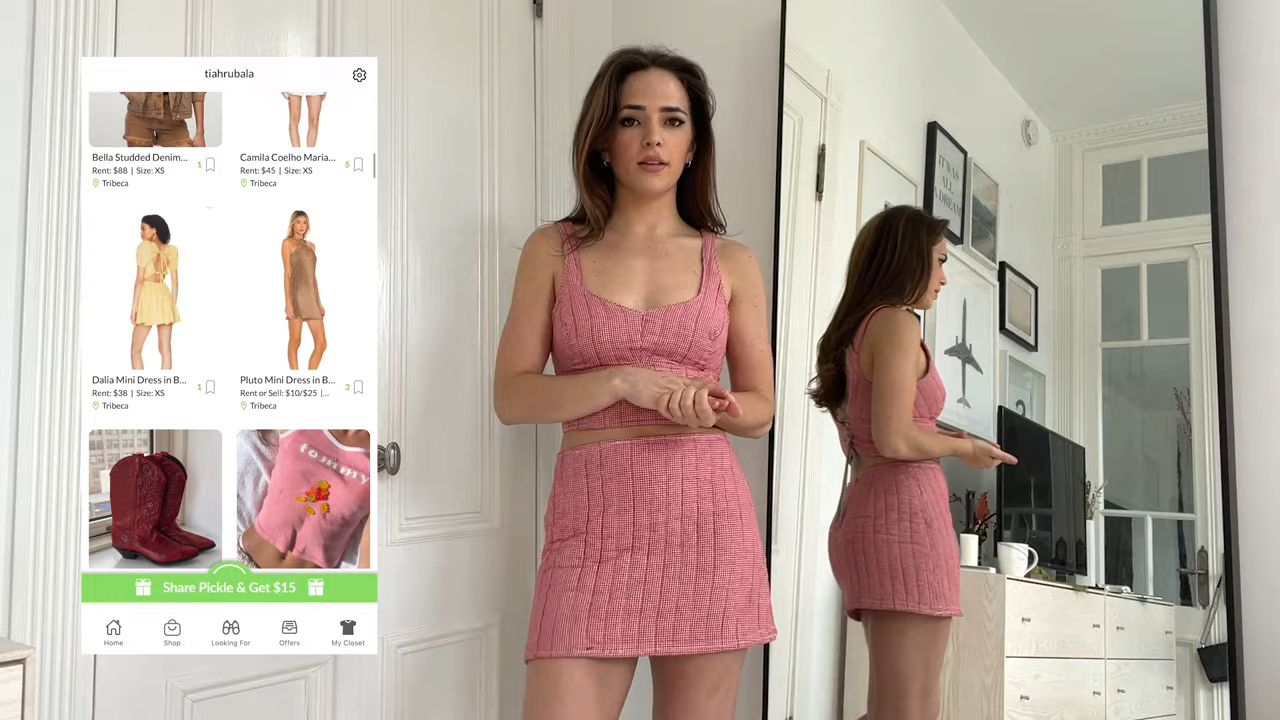 tiahrubala
Bella Studded Denim...
1
Rent: $88 | Size: XS
Tribeca
Camila Coelho Maria...
5
Rent: $45 | Size: XS
Tribeca
Dalia Mini Dress in B...
1
Rent: $38 | Size: XS
Tribeca
Pluto Mini Dress in B...
3
Rent or Sell: $10/$25 |...
Tribeca
tommy
Share Pickle & Get $15
Home
Shop
Looking For
Offers
My Closet
IT WAS
ALL
A DREAM